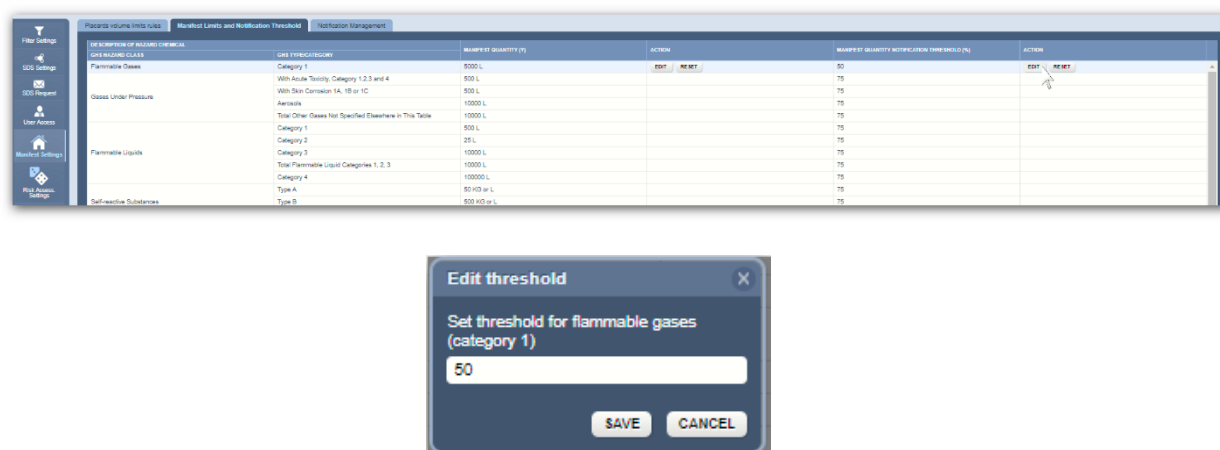 Placards volume limits rules Manifest Limits and Notification Threshold Notification Management
Filter Settings
SDS Settings
SDS Request
User Access
Manifest Settings
Risk Assess. Settings
DESCRIPTION OF HAZARD CHEMICAL MANIFEST QUANTITY (Y) ACTION MANIFEST QUANTITY NOTIFICATION THRESHOLD (%) ACTION
GHS HAZARD CLASS GHS TYPE/CATEGORY
Flammable Gases Category 1 5000 L EDIT RESET 50 EDIT RESET
Gases Under Pressure With Acute Toxicity, Category 1,2,3 and 4 500 L 75
With Skin Corrosion 1A, 1B or 1C 500 L 75
Aerosols 10000 L 75
Total Other Gases Not Specified Elsewhere in This Table 10000 L 75
Flammable Liquids Category 1 500 L 75
Category 2 25 L 75
Category 3 10000 L 75
Total Flammable Liquid Categories 1, 2, 3 10000 L 75
Category 4 100000 L 75
Self-reactive Substances Type A 50 KG or L 75
Type B 500 KG or L 75
Edit threshold X
Set threshold for flammable gases
(category 1)
50
SAVE CANCEL